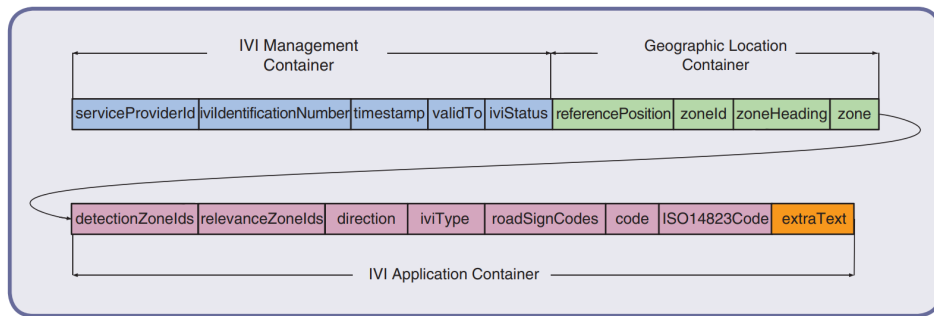 IVI Management
Container
Geographic Location
Container
serviceProviderId iviIdentificationNumber timestamp validTo iviStatus referencePosition zoneId zoneHeading zone
detectionZoneIds relevanceZoneIds direction iviType roadSignCodes code ISO14823Code extraText
IVI Application Container